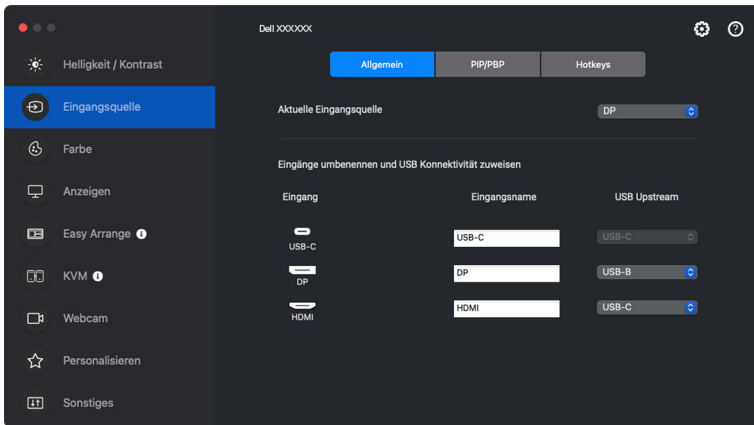 Dell XXXXXX
Helligkeit / Kontrast
Eingangsquelle
Farbe
Anzeigen
Easy Arrange
KVM
Webcam
Personalisieren
Sonstiges
Allgemein PIP/PBP Hotkeys
Aktuelle Eingangsquelle DP
Eingänge umbenennen und USB Konnektivität zuweisen
Eingang Eingangsname USB Upstream
USB-C USB-C USB-C
DP DP USB-B
HDMI HDMI USB-C